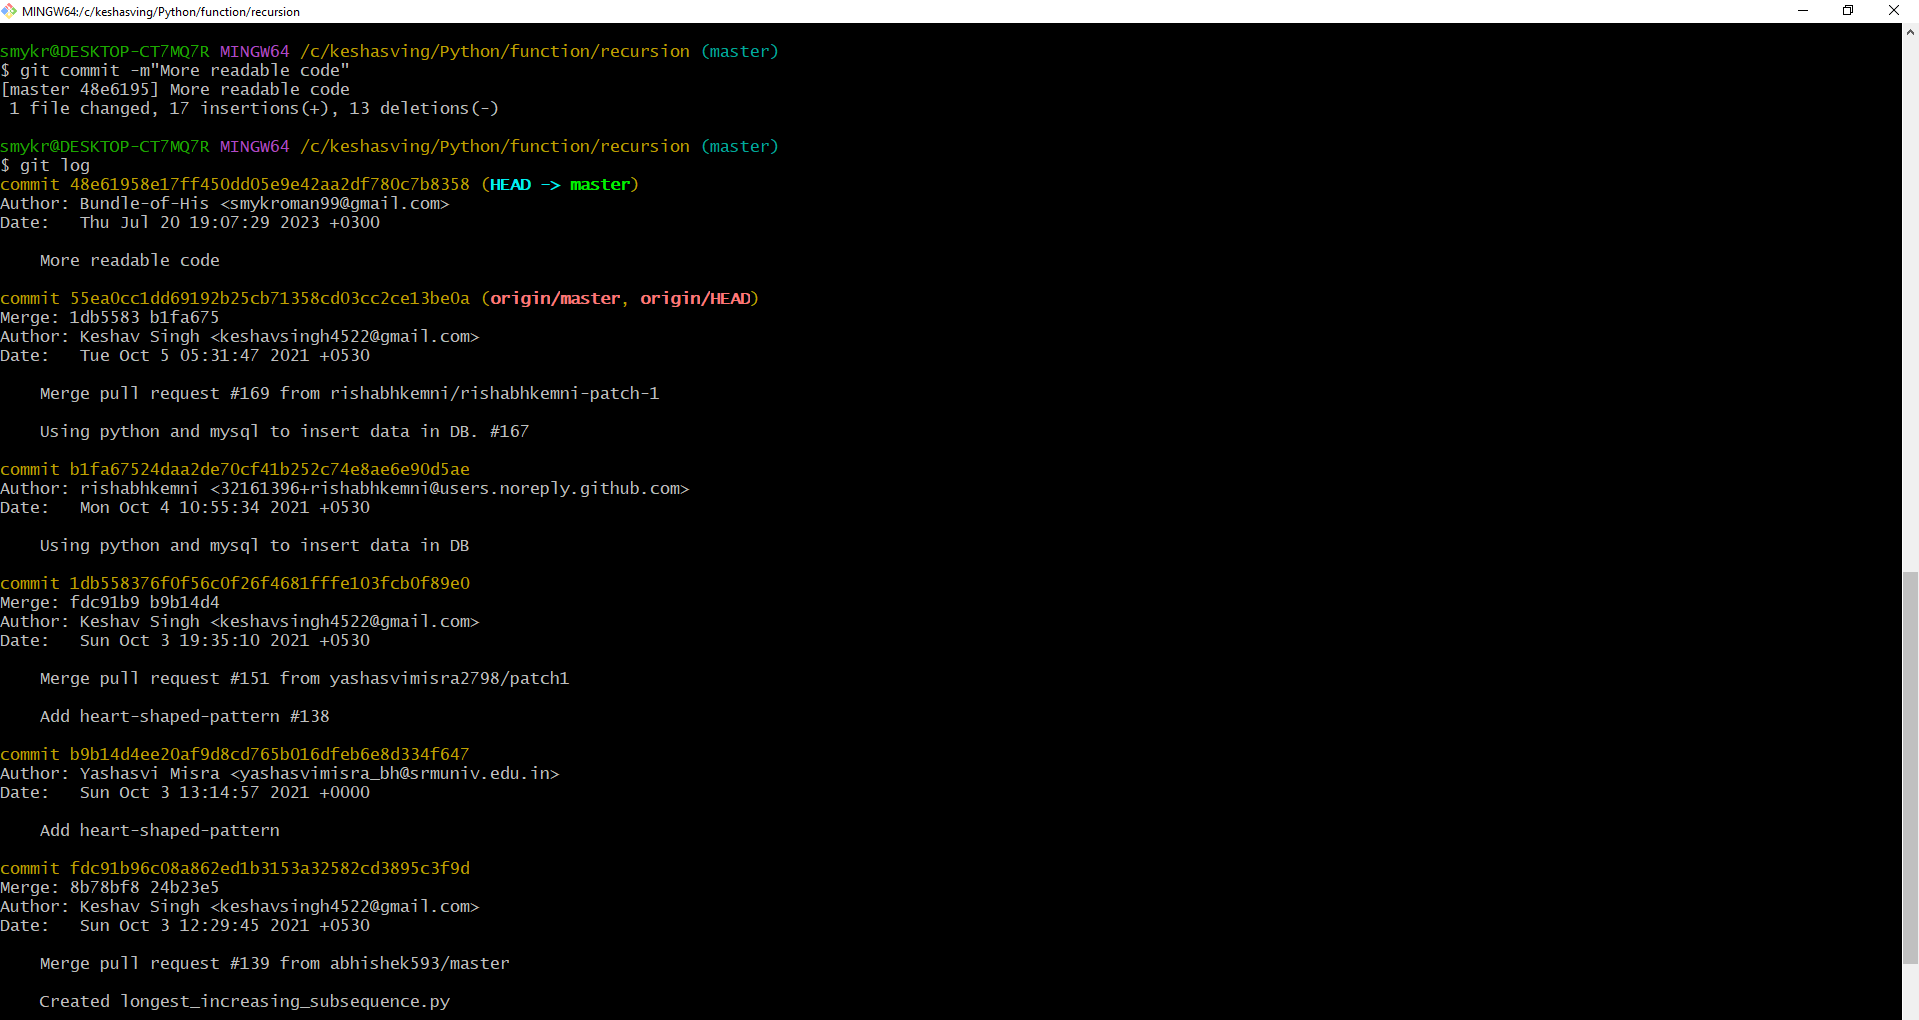 MINGW64:/c/keshasving/Python/function/recursion
smykr@DESKTOP-CT7MQ7R MINGW64 /c/keshasving/Python/function/recursion (master)
$ git commit -m"More readable code"
[master 48e6195] More readable code
 1 file changed, 17 insertions(+), 13 deletions(-)
smykr@DESKTOP-CT7MQ7R MINGW64 /c/keshasving/Python/function/recursion (master)
$ git log
commit 48e61958e17ff450dd05e9e42aa2df780c7b8358 (HEAD -> master)
Author: Bundle-of-His <smykroman99@gmail.com>
Date:   Thu Jul 20 19:07:29 2023 +0300
    More readable code
commit 55ea0cc1dd69192b25cb71358cd03cc2ce13be0a (origin/master, origin/HEAD)
Merge: 1db5583 b1fa675
Author: Keshav Singh <keshavsingh4522@gmail.com>
Date:   Tue Oct 5 05:31:47 2021 +0530
    Merge pull request #169 from rishabhkemni/rishabhkemni-patch-1
    Using python and mysql to insert data in DB. #167
commit b1fa67524daa2de70cf41b252c74e8ae6e90d5ae
Author: rishabhkemni <32161396+rishabhkemni@users.noreply.github.com>
Date:   Mon Oct 4 10:55:34 2021 +0530
    Using python and mysql to insert data in DB
commit 1db558376f0f56c0f26f4681fffe103fcb0f89e0
Merge: fdc91b9 b9b14d4
Author: Keshav Singh <keshavsingh4522@gmail.com>
Date:   Sun Oct 3 19:35:10 2021 +0530
    Merge pull request #151 from yashasvimisra2798/patch1
    Add heart-shaped-pattern #138
commit b9b14d4ee20af9d8cd765b016dfeb6e8d334f647
Author: Yashasvi Misra <yashasvimisra_bh@srmuniv.edu.in>
Date:   Sun Oct 3 13:14:57 2021 +0000
    Add heart-shaped-pattern
commit fdc91b96c08a862ed1b3153a32582cd3895c3f9d
Merge: 8b78bf8 24b23e5
Author: Keshav Singh <keshavsingh4522@gmail.com>
Date:   Sun Oct 3 12:29:45 2021 +0530
    Merge pull request #139 from abhishek593/master
    Created longest_increasing_subsequence.py